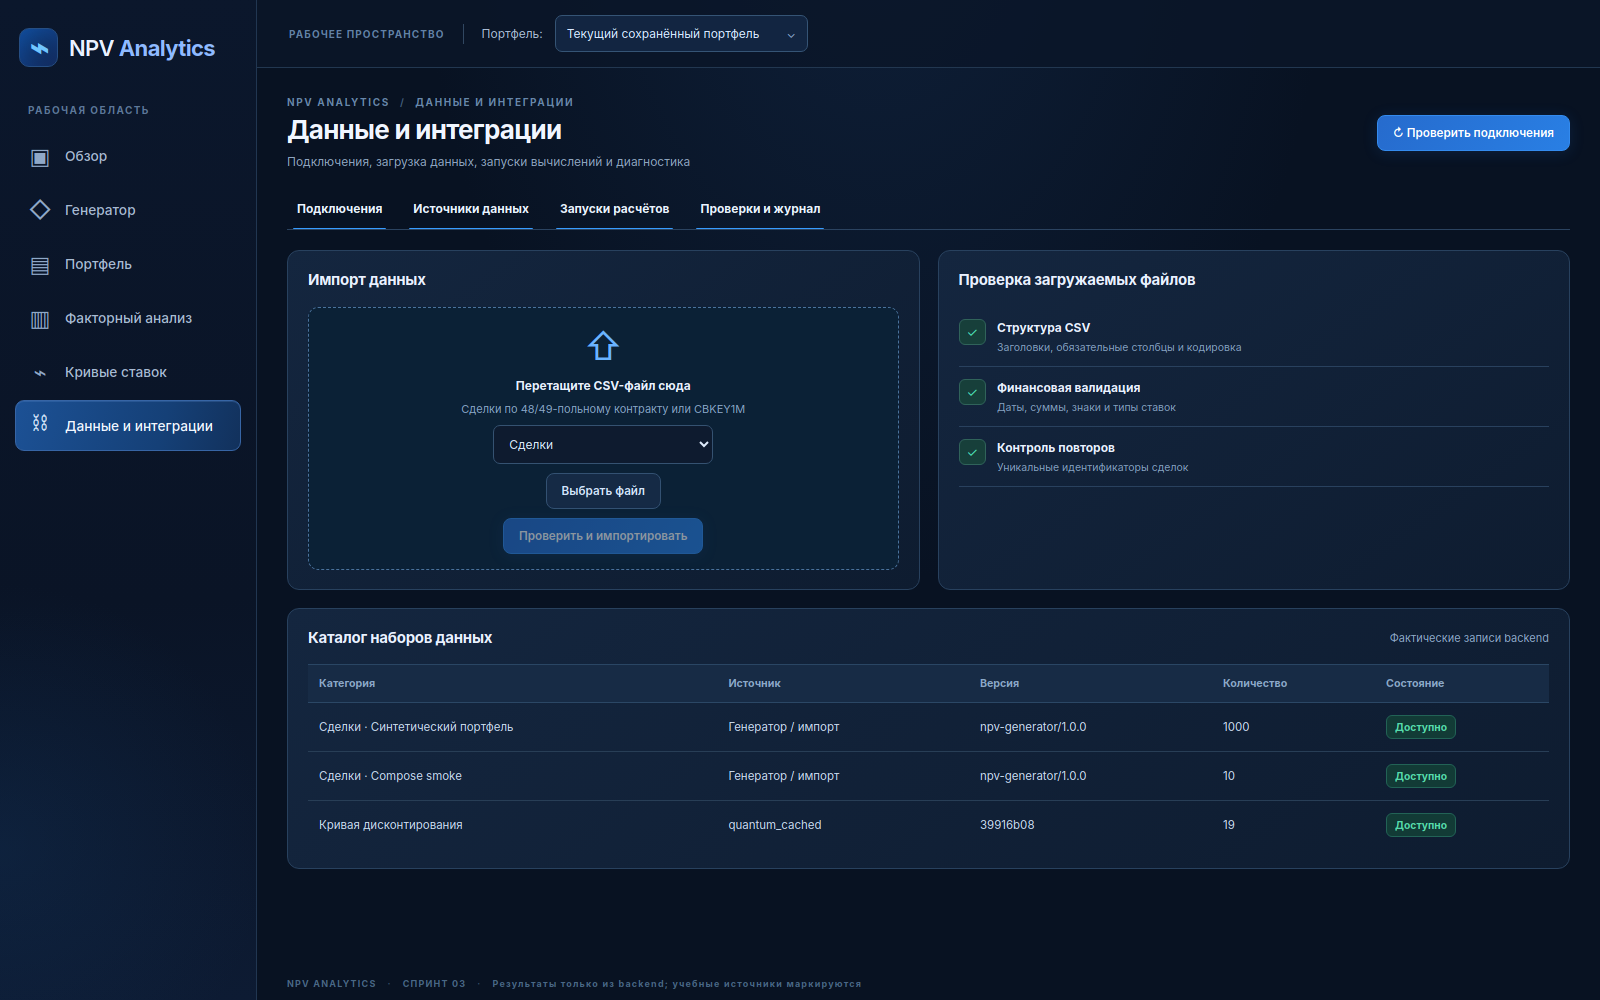 NPV Analytics
РАБОЧАЯ ОБЛАСТЬ
Обзор
Генератор
Портфель
Факторный анализ
Кривые ставок
Данные и интеграции
РАБОЧЕЕ ПРОСТРАНСТВО
Портфель:
Текущий сохранённый портфель
NPV ANALYTICS / ДАННЫЕ И ИНТЕГРАЦИИ
Данные и интеграции
Подключения, загрузка данных, запуски вычислений и диагностика
Проверить подключения
Подключения
Источники данных
Запуски расчётов
Проверки и журнал
Импорт данных
Перетащите CSV-файл сюда
Сделки по 48/49-польному контракту или CBKEY1M
Сделки
Выбрать файл
Проверить и импортировать
Проверка загружаемых файлов
Структура CSV
Заголовки, обязательные столбцы и кодировка
Финансовая валидация
Даты, суммы, знаки и типы ставок
Контроль повторов
Уникальные идентификаторы сделок
Каталог наборов данных
Фактические записи backend
Категория Источник Версия Количество Состояние
Сделки · Синтетический портфель Генератор / импорт npv-generator/1.0.0 1000 Доступно
Сделки · Compose smoke Генератор / импорт npv-generator/1.0.0 10 Доступно
Кривая дисконтирования quantum_cached 39916b08 19 Доступно
NPV ANALYTICS · СПРИНТ 03 · Результаты только из backend; учебные источники маркируются